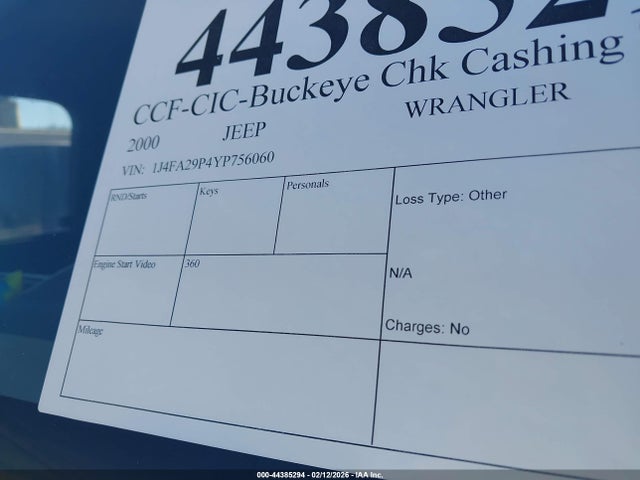 CCF-CIC-Buckeye Chk Cashing
2000 JEEP WRANGLER
VIN: 1J4FA29P4YP756060
RND/Starts Keys Personals
Loss Type: Other
Engine Start Video 360
N/A
Charges: No
Mileage
000-44385294 - 02/12/2026 - IAA Inc.